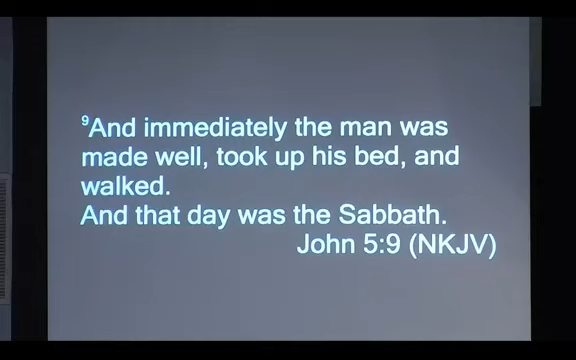 ⁹And immediately the man was
made well, took up his bed, and
walked.
And that day was the Sabbath.
John 5:9 (NKJV)